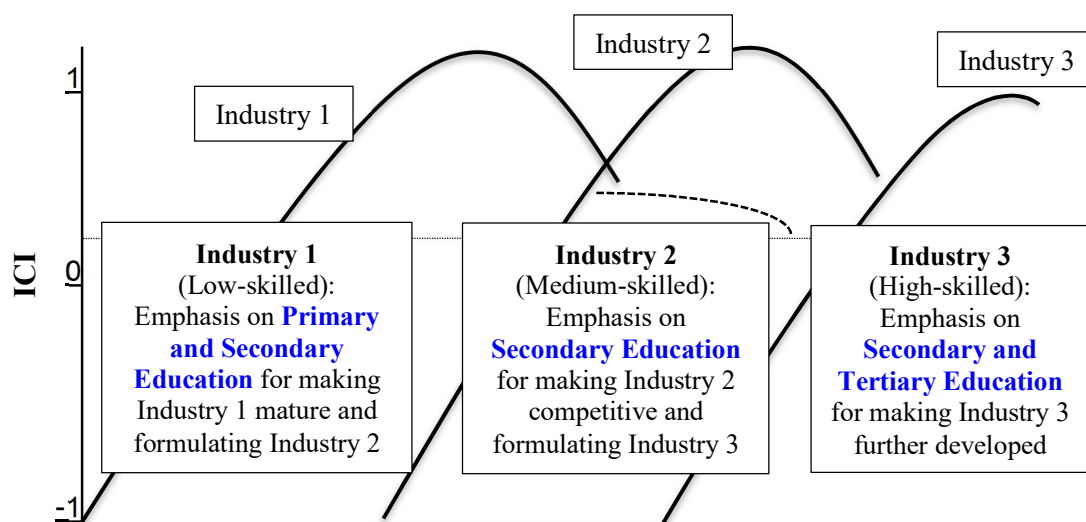 Industry 1
Industry 2
Industry 3
ICI
1
0
-1
Industry 1
(Low-skilled):
Emphasis on Primary
and Secondary
Education for making
Industry 1 mature and
formulating Industry 2
Industry 2
(Medium-skilled):
Emphasis on
Secondary Education
for making Industry 2
competitive and
formulating Industry 3
Industry 3
(High-skilled):
Emphasis on
Secondary and
Tertiary Education
for making Industry 3
further developed